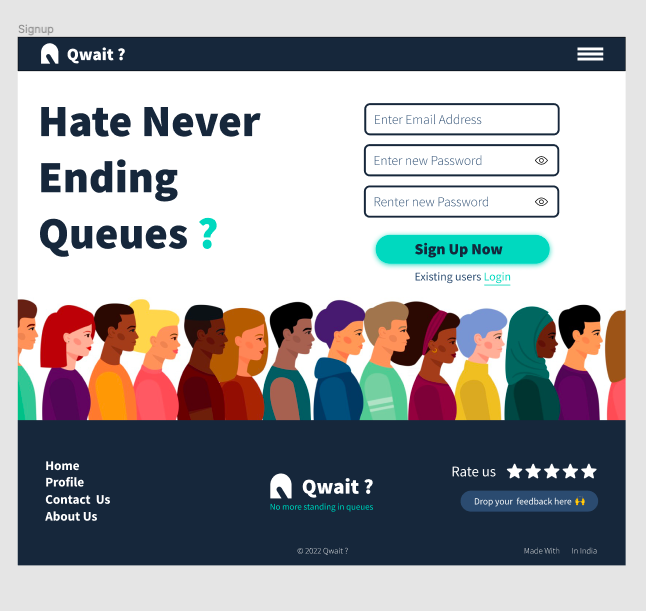 Signup
Qwait ?
Hate Never
Ending
Queues ?
Enter Email Address
Enter new Password
Renter new Password
Sign Up Now
Existing users Login
Home
Profile
Contact Us
About Us
Qwait ?
No more standing in queues
Rate us
Drop your feedback here 🙌
© 2022 Qwait ?
Made With In India